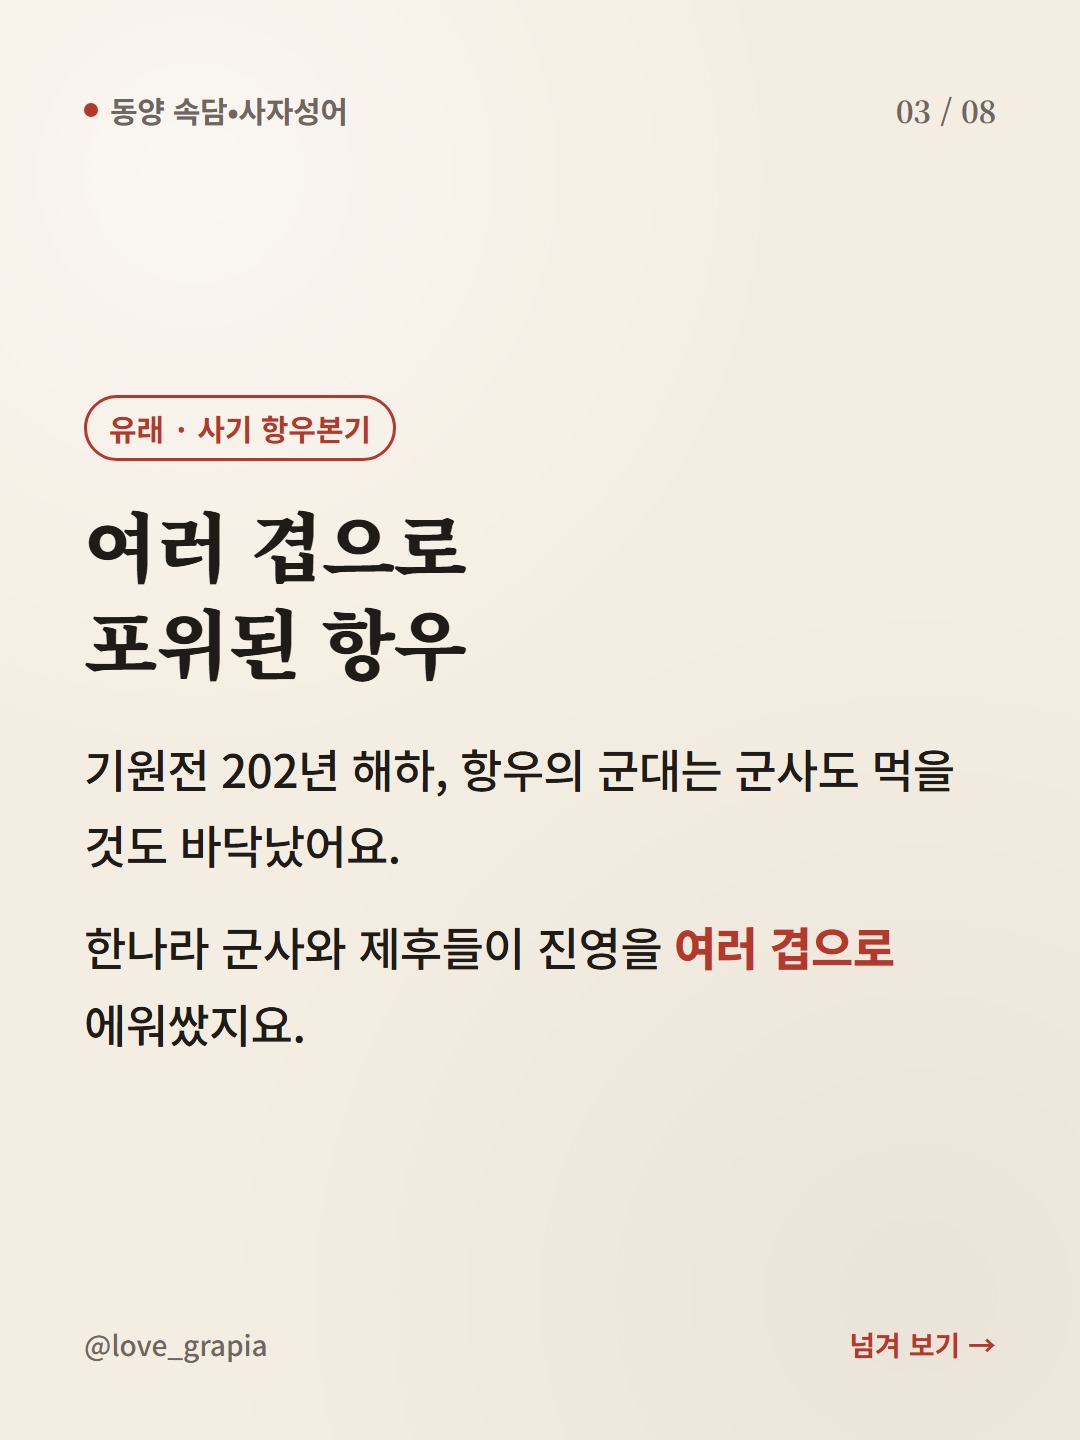 동양 속담•사자성어
03 / 08
유래 · 사기 항우본기
여러 겹으로
포위된 항우
기원전 202년 해하, 항우의 군대는 군사도 먹을
것도 바닥났어요.
한나라 군사와 제후들이 진영을 여러 겹으로
에워쌌지요.
@love_grapia
넘겨 보기 →